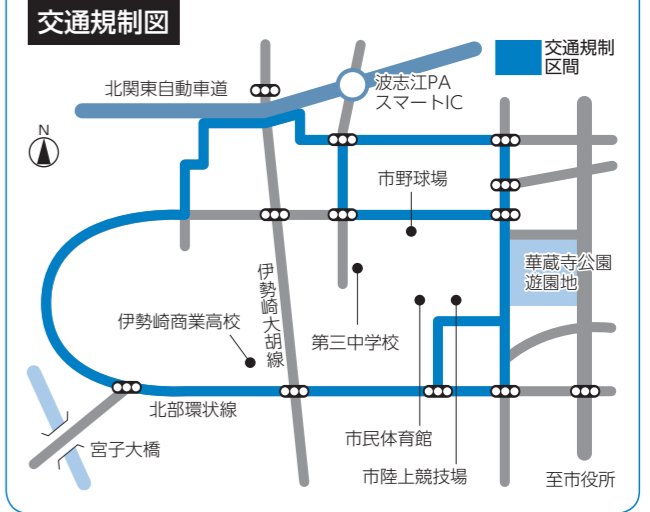 交通規制図
交通規制
区間
北関東自動車道
波志江PA
スマートIC
N
市野球場
華蔵寺公園
遊園地
伊勢崎大胡線
伊勢崎商業高校
第三中学校
北部環状線
市民体育館
宮子大橋
市陸上競技場
至市役所